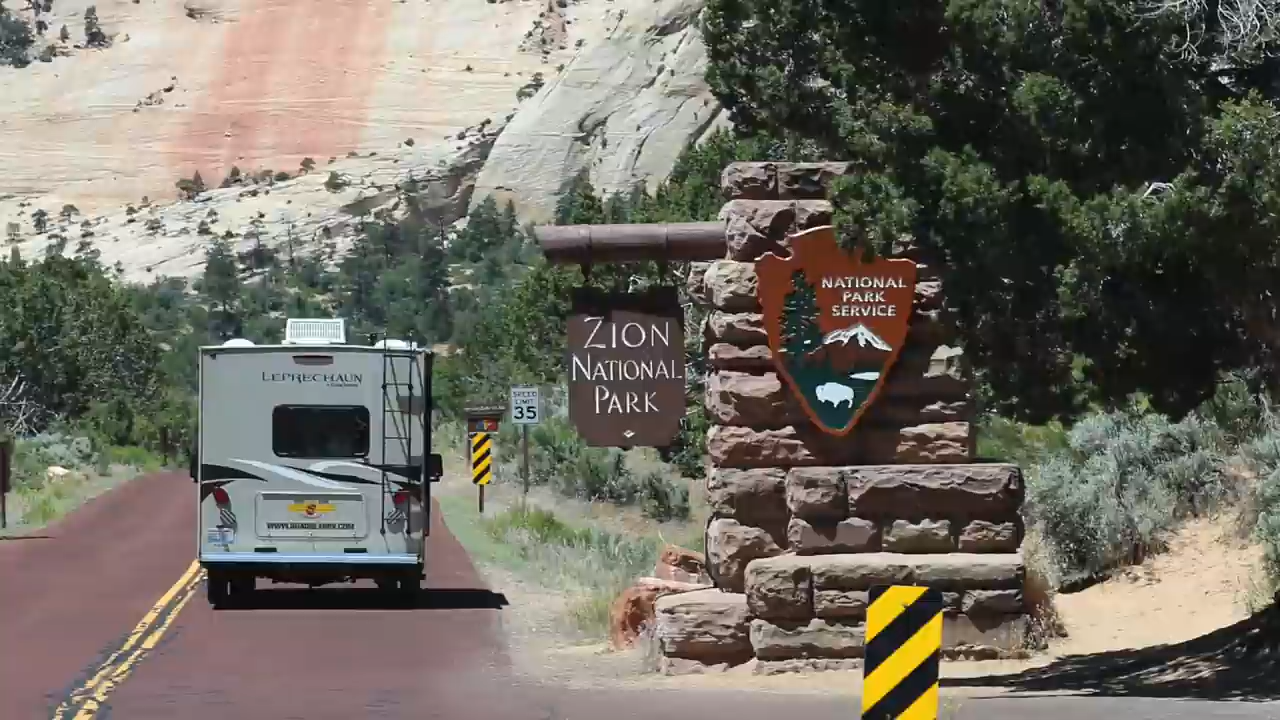 LEPRECHAUN
SPEED
LIMIT
35
ZION
NATIONAL
PARK
NATIONAL
PARK
SERVICE